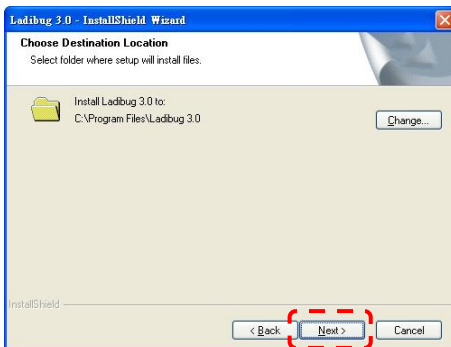 Ladibug 3.0 - InstallShield Wizard
Choose Destination Location
Select folder where setup will install files.
Install Ladibug 3.0 to:
C:\Program Files\Ladibug 3.0
Change...
InstallShield
< Back
Next >
Cancel